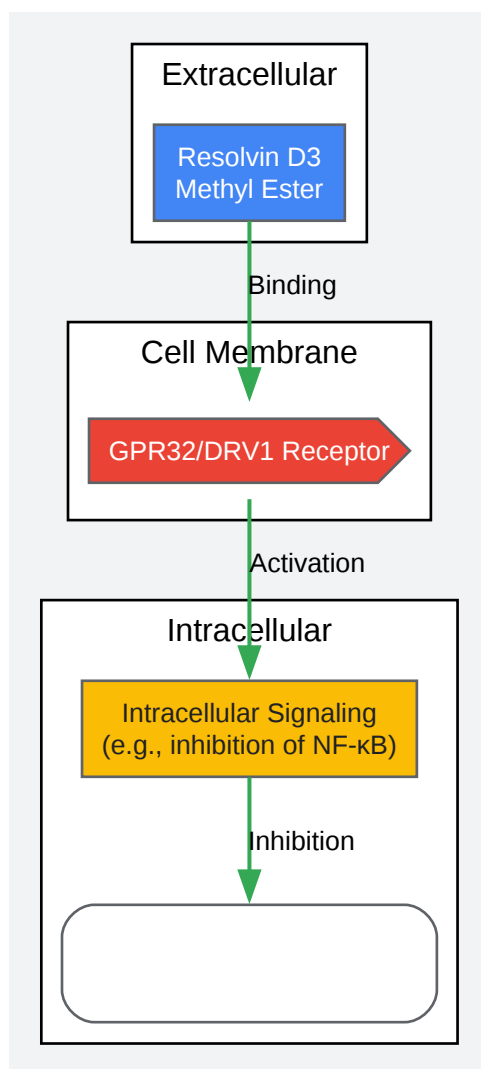 Extracellular
Resolvin D3
Methyl Ester
Binding
Cell Membrane
GPR32/DRV1 Receptor
Activation
Intracellular
Intracellular Signaling
(e.g., inhibition of NF-κB)
Inhibition